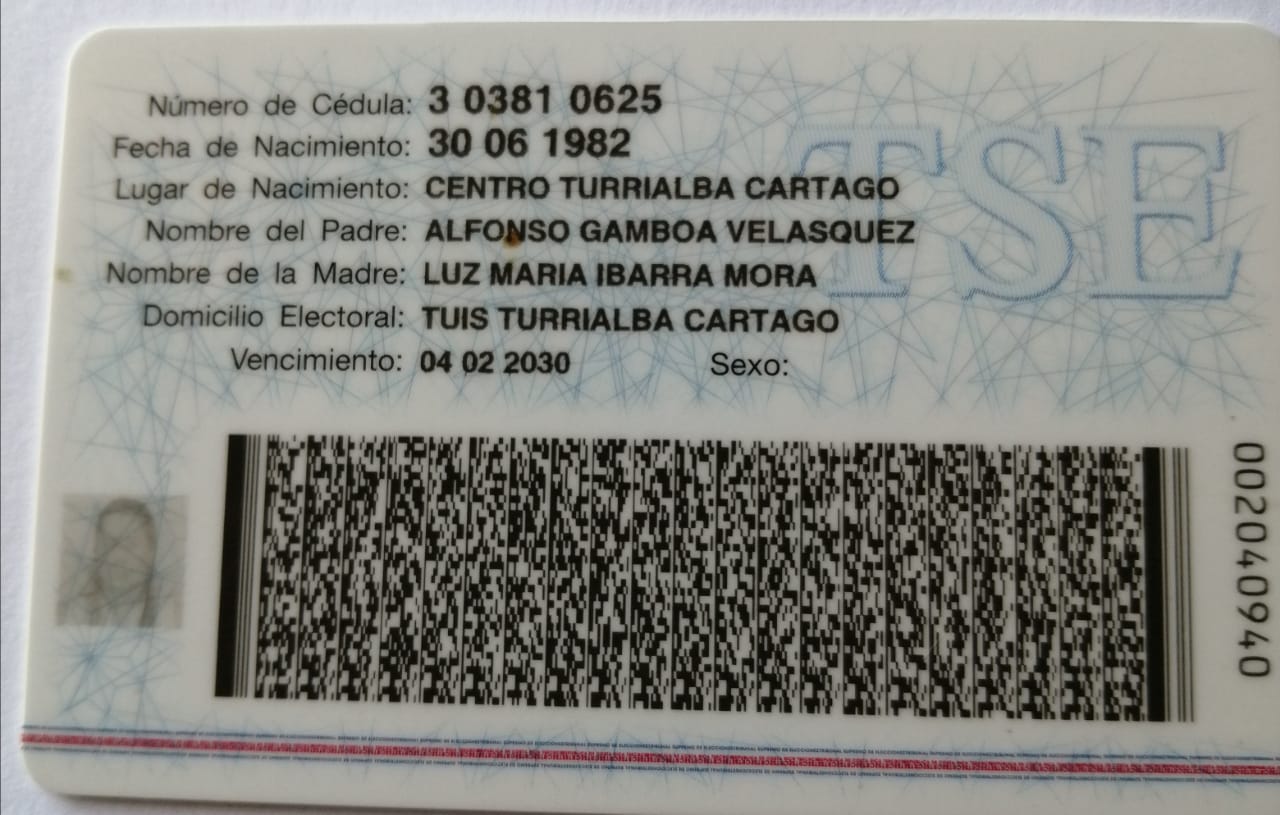 Número de Cédula: 3 0381 0625
Fecha de Nacimiento: 30 06 1982
Lugar de Nacimiento: CENTRO TURRIALBA CARTAGO
Nombre del Padre: ALFONSO GAMBOA VELASQUEZ
Nombre de la Madre: LUZ MARIA IBARRA MORA
Domicilio Electoral: TUIS TURRIALBA CARTAGO
Vencimiento: 04 02 2030 Sexo:
TSE
002040940